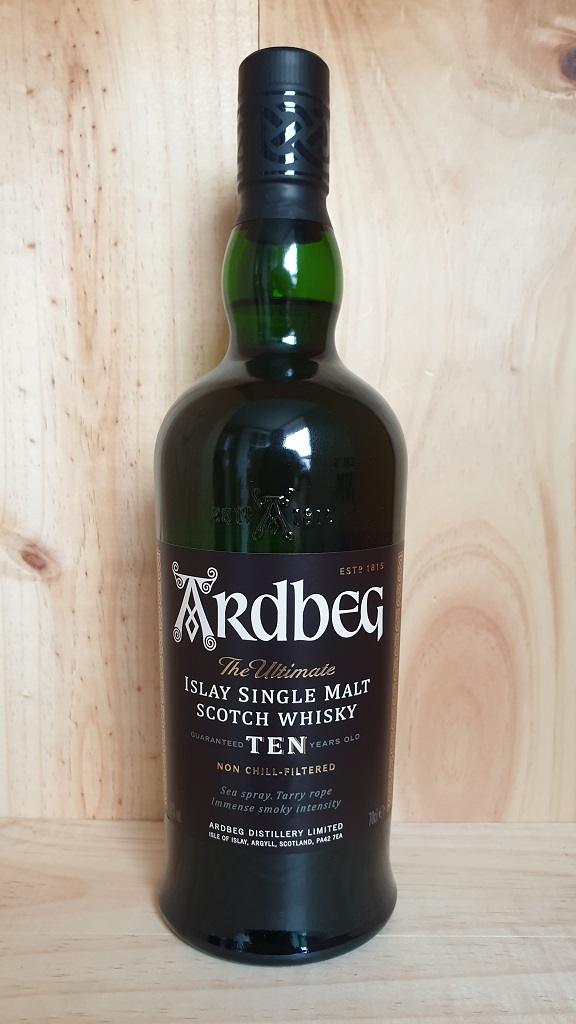 ESTD 1815
ARDBEG
The Ultimate
ISLAY SINGLE MALT
SCOTCH WHISKY
GUARANTEED TEN YEARS OLD
NON CHILL-FILTERED
Sea spray. Tarry rope
Immense smoky intensity
70cl e
ARDBEG DISTILLERY LIMITED
ISLE OF ISLAY, ARGYLL, SCOTLAND, PA42 7EA